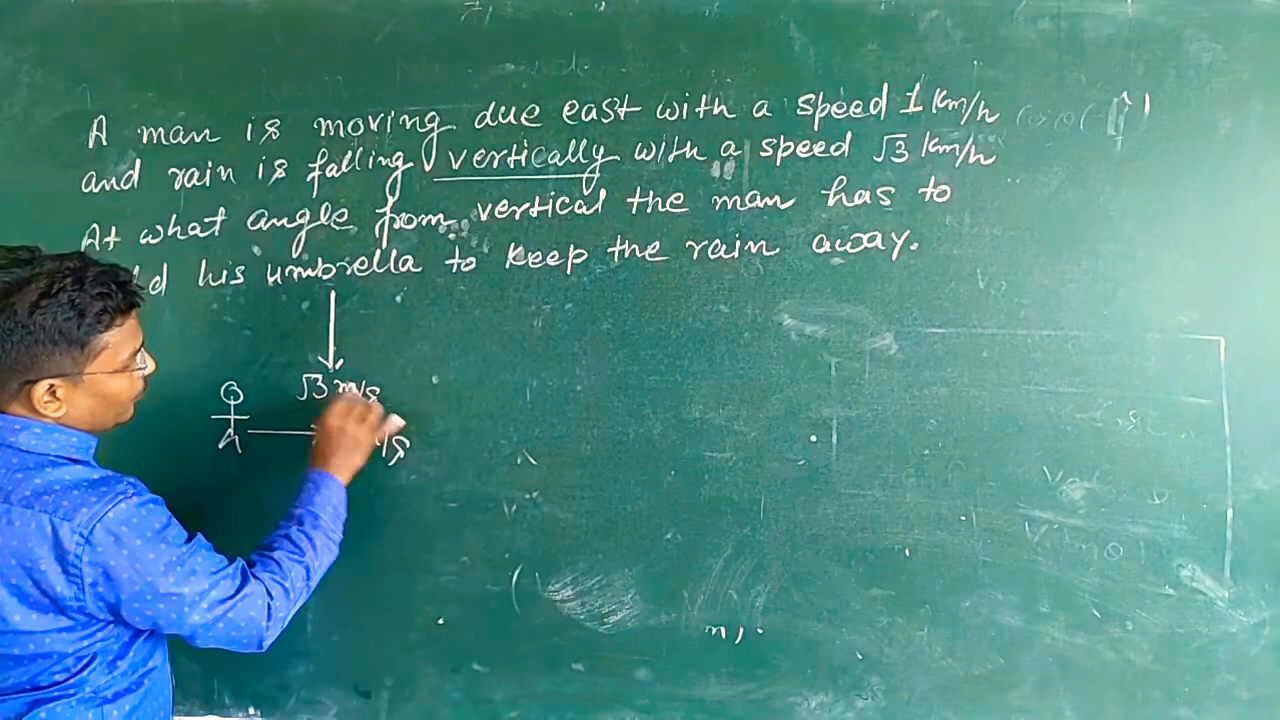 A man is moving due east with a speed 1 km/h
and rain is falling vertically with a speed √3 km/h
At what angle from vertical the man has to
his umbrella to keep the rain away.
√3 m/s